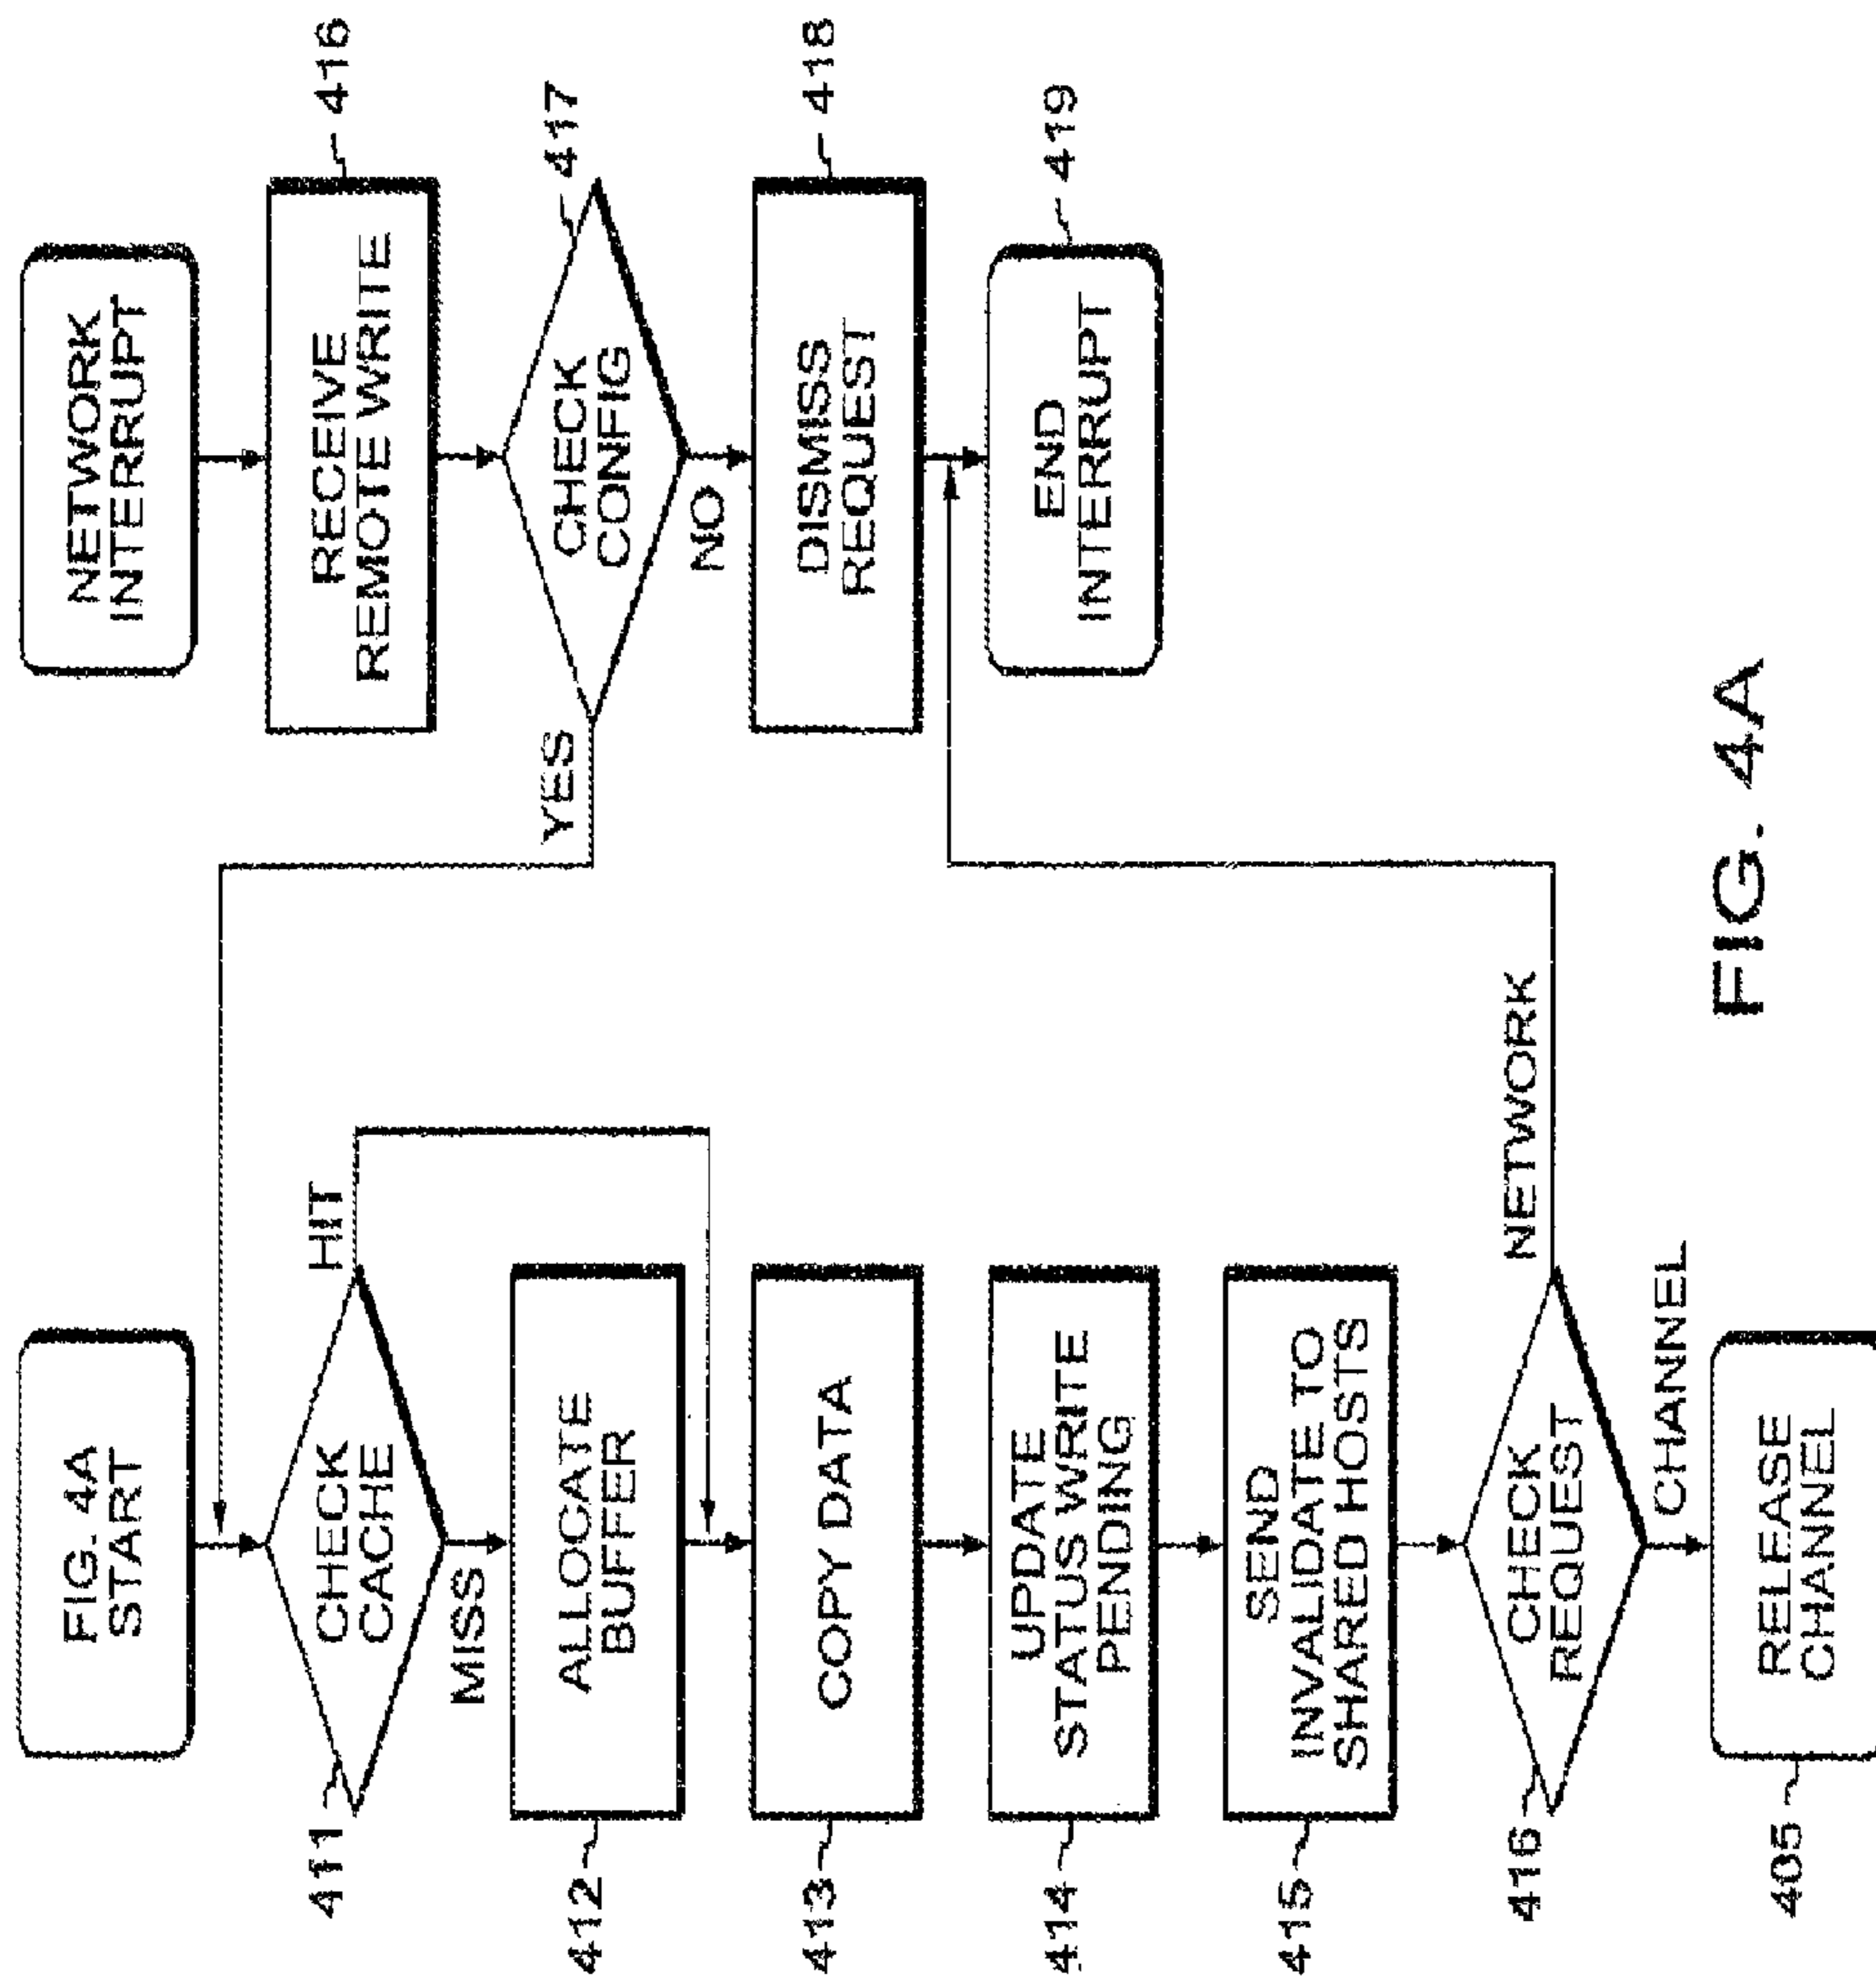 FIG. 4A
START
411
CHECK
CACHE
HIT
MISS
412
ALLOCATE
BUFFER
413
COPY DATA
414
UPDATE
STATUS WRITE
PENDING
415
SEND
INVALIDATE TO
SHARED HOSTS
416
CHECK
REQUEST
NETWORK
CHANNEL
405
RELEASE
CHANNEL
NETWORK
INTERRUPT
RECEIVE
REMOTE WRITE
416
CHECK
CONFIG
417
YES
NO
DISMISS
REQUEST
418
END
INTERRUPT
419
FIG. 4A